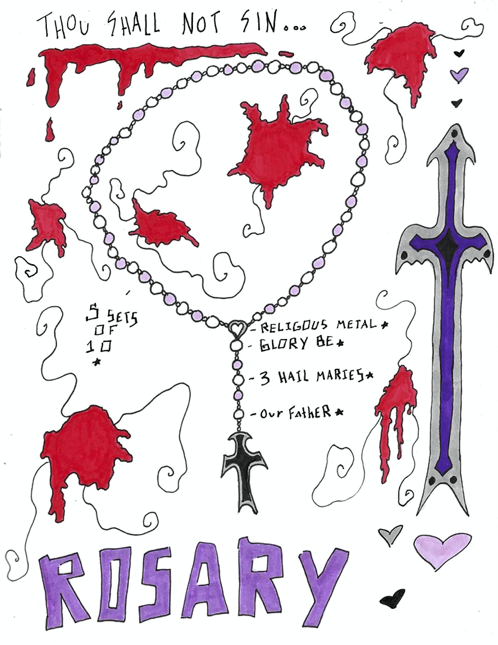 THOU SHALL NOT SIN...
5 SETS
OF
10
*
- RELIGOUS METAL *
- GLORY BE *
3 HAIL MARIES *
- OUR FATHER *
ROSARY